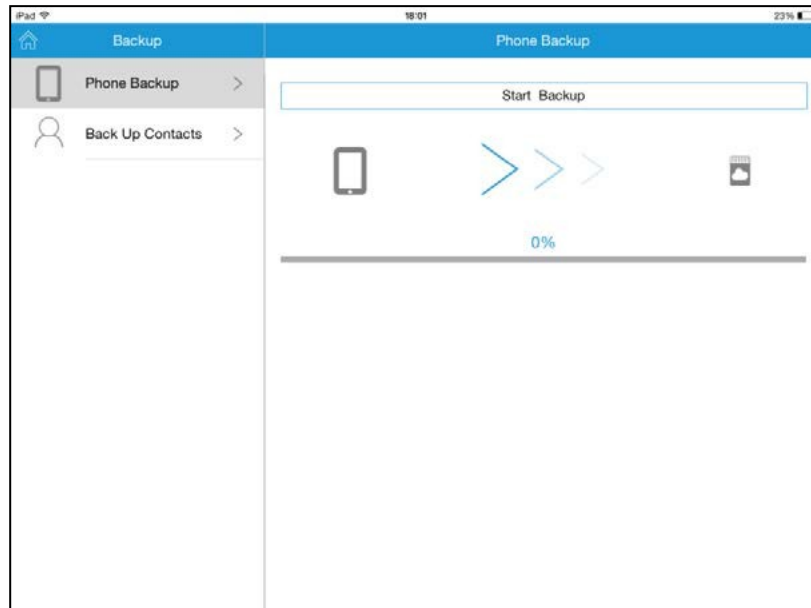 iPad 18:01 23%
Backup Phone Backup
Phone Backup
Start Backup
Back Up Contacts
0%